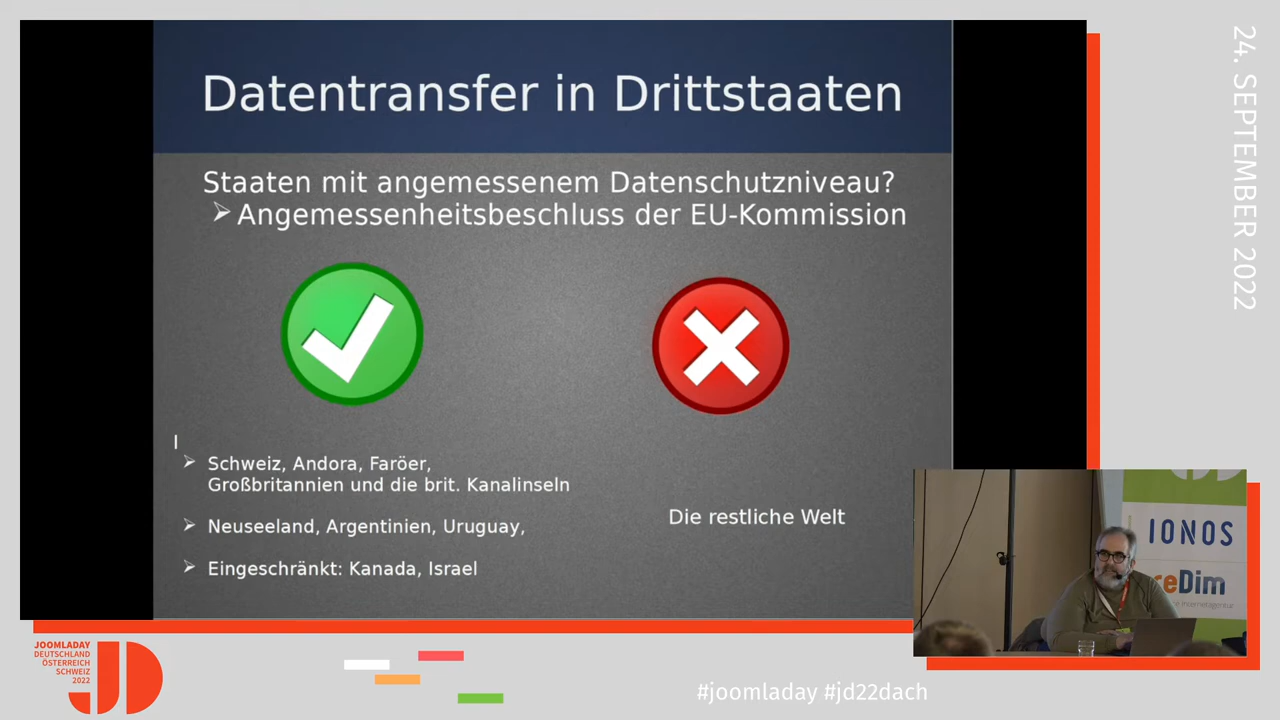 Datentransfer in Drittstaaten
Staaten mit angemessenem Datenschutzniveau?
Angemessenheitsbeschluss der EU-Kommission
I
Schweiz, Andora, Faröer,
Großbritannien und die brit. Kanalinseln
Neuseeland, Argentinien, Uruguay,
Eingeschränkt: Kanada, Israel
Die restliche Welt
24. SEPTEMBER 2022
IONOS
reDim
JOOMLADAY
DEUTSCHLAND
ÖSTERREICH
SCHWEIZ
2022
JD
#joomladay #jd22dach